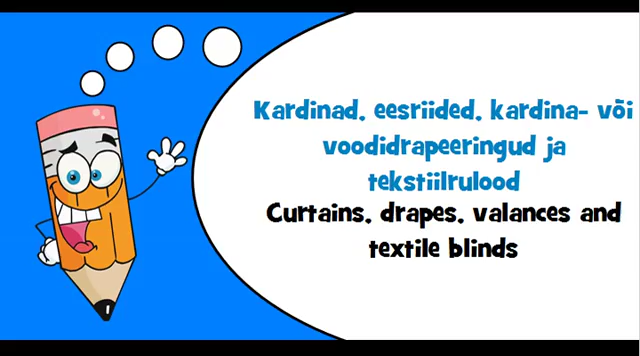 Kardinad, eesriided, kardina- või
voodidrapeeringud ja
tekstiilrulood
Curtains, drapes, valances and
textile blinds